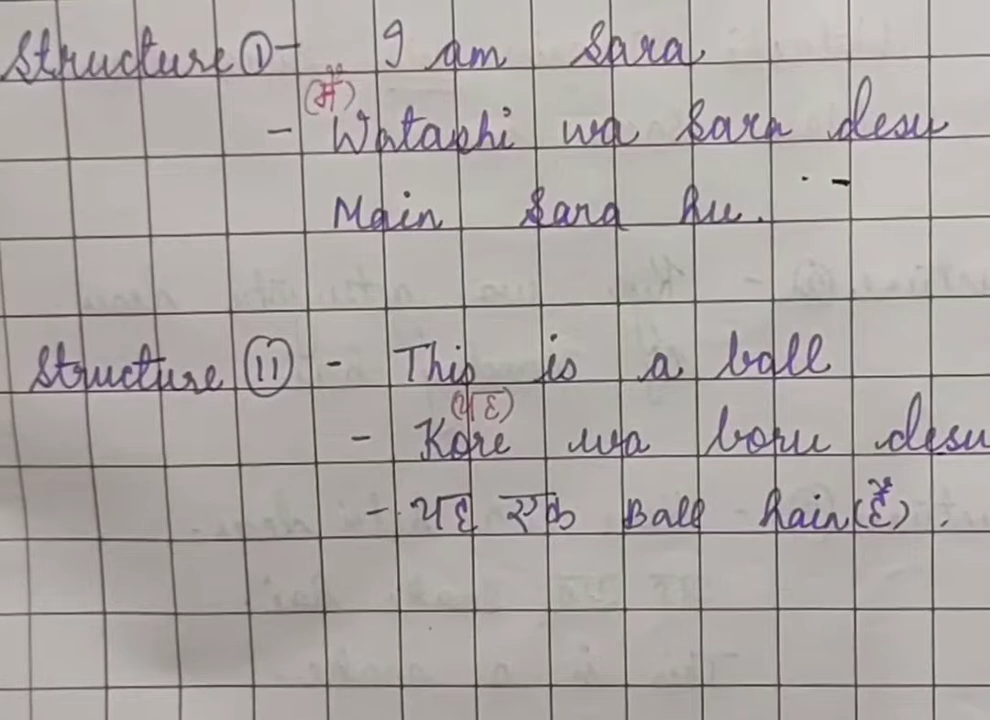 Structure ①- I am Sara
(मैं)
- Watashi wa Sara desu
Main Sara hu.
Structure ⑪ - This is a ball
(यह)
- Kore wa boru desu
- यह एक Ball hain(हैं).